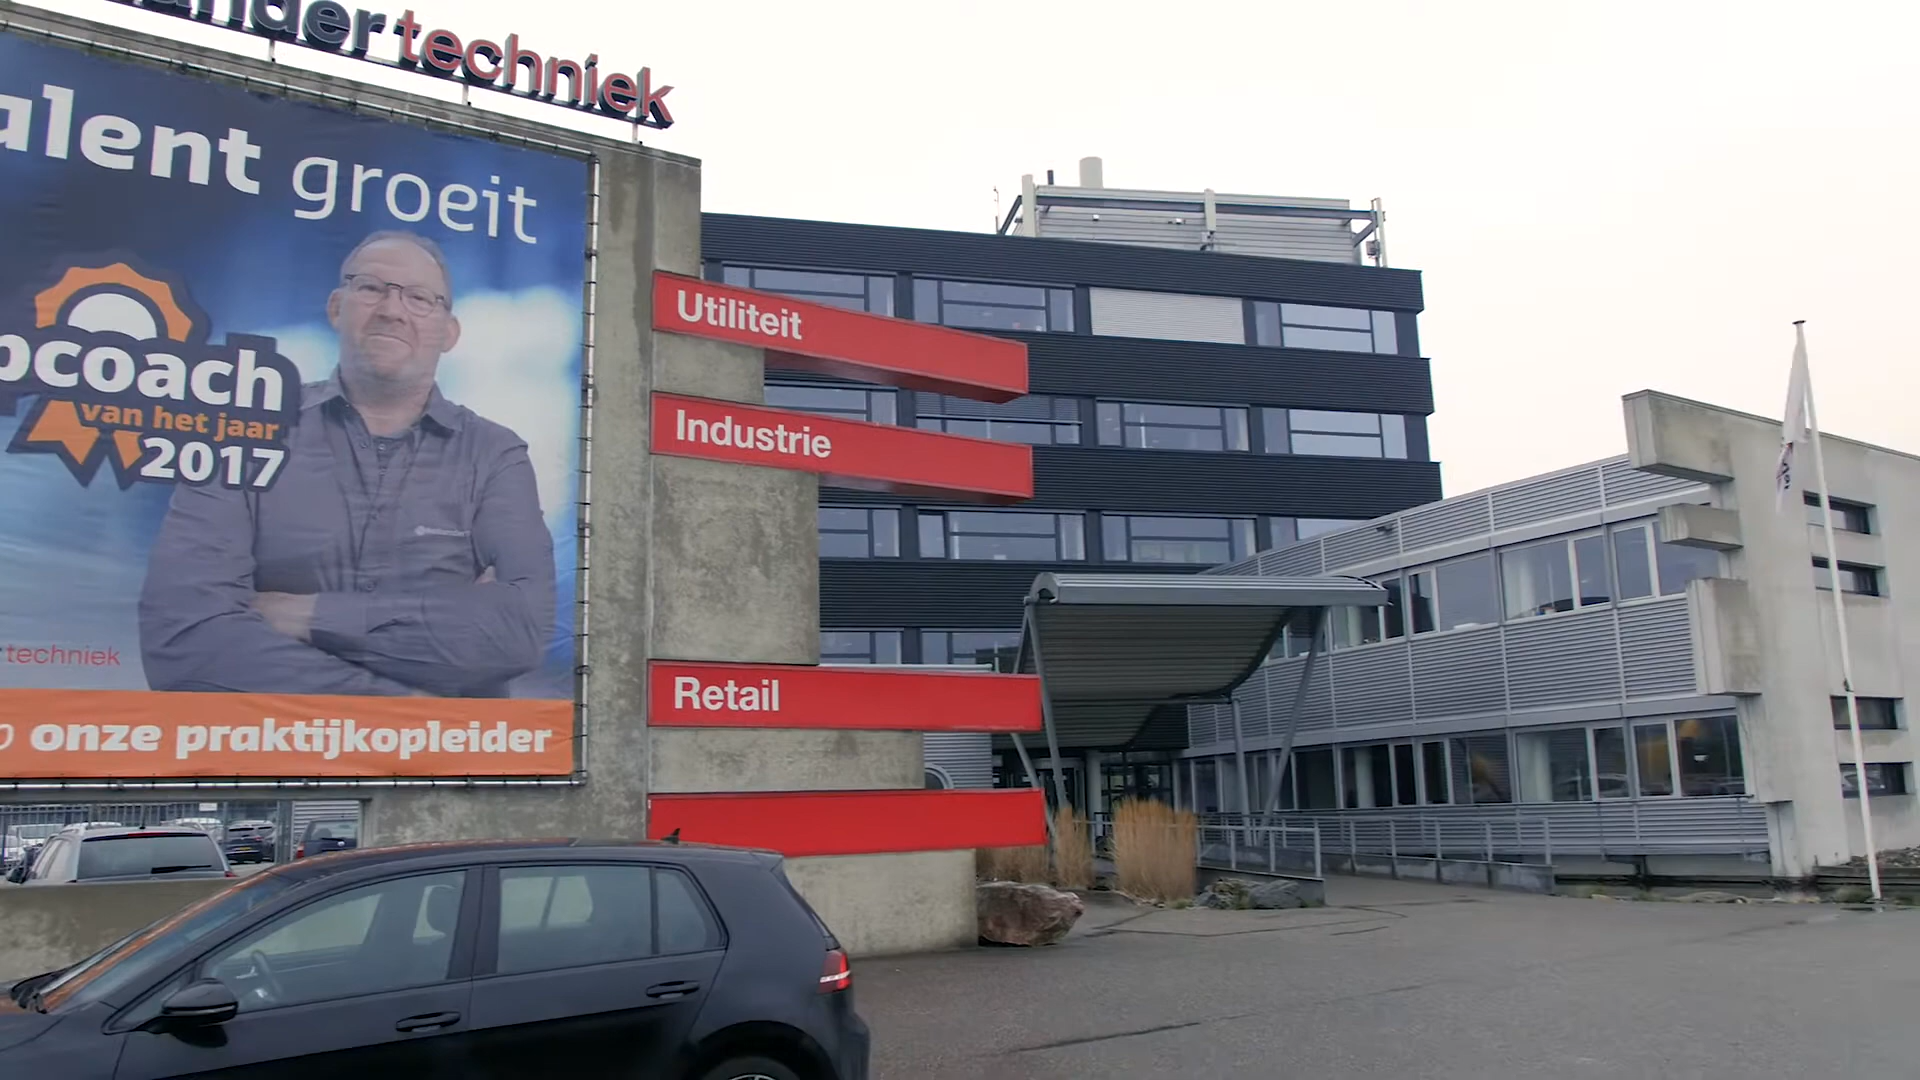 ander techniek
alent groeit
pcoach
van het jaar
2017
techniek
onze praktijkopleider
Utiliteit
Industrie
Retail